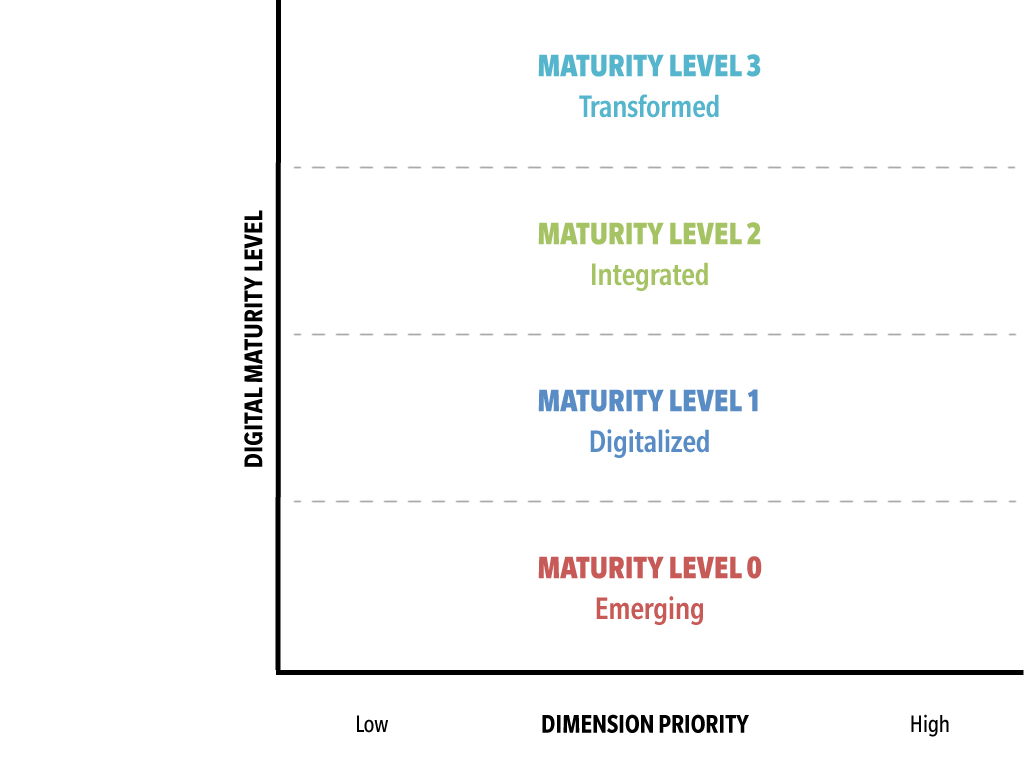 MATURITY LEVEL 3
Transformed
MATURITY LEVEL 2
Integrated
DIGITAL MATURITY LEVEL
MATURITY LEVEL 1
Digitalized
MATURITY LEVEL 0
Emerging
Low DIMENSION PRIORITY High